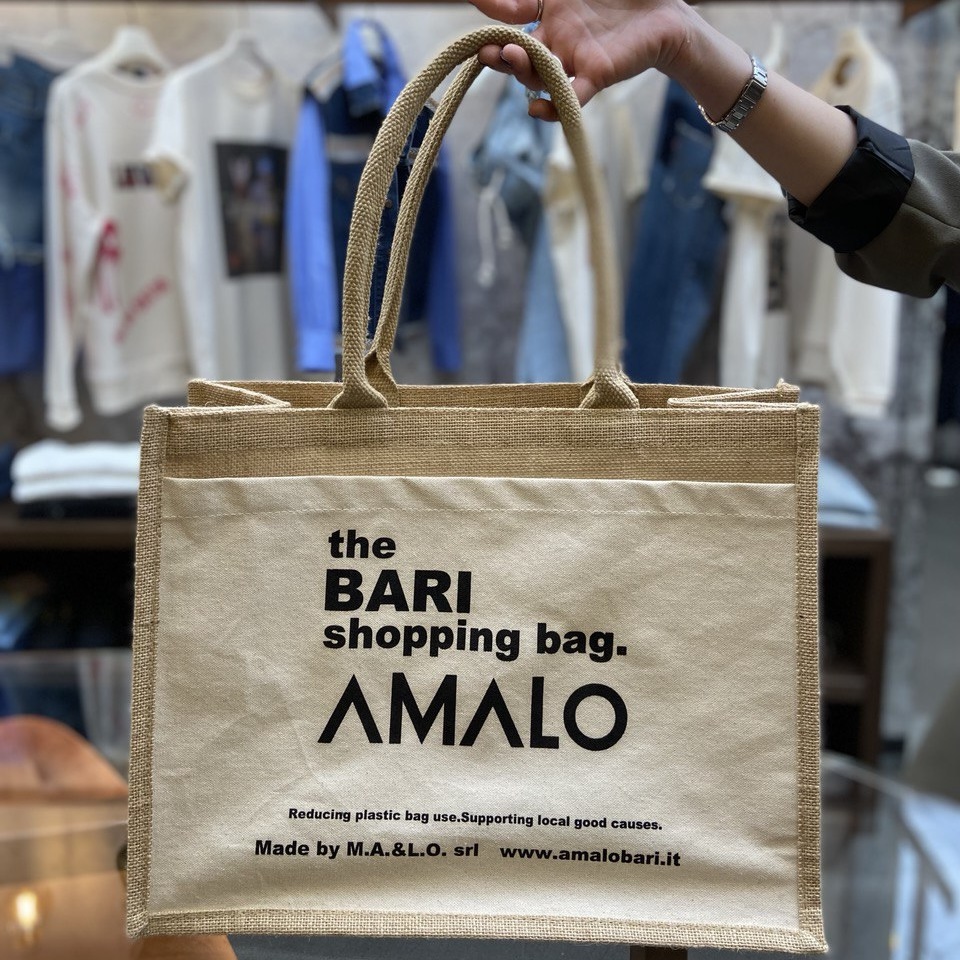 the
BARI
shopping bag.
AMALO
Reducing plastic bag use.Supporting local good causes.
Made by M.A.&L.O. srl www.amalobari.it